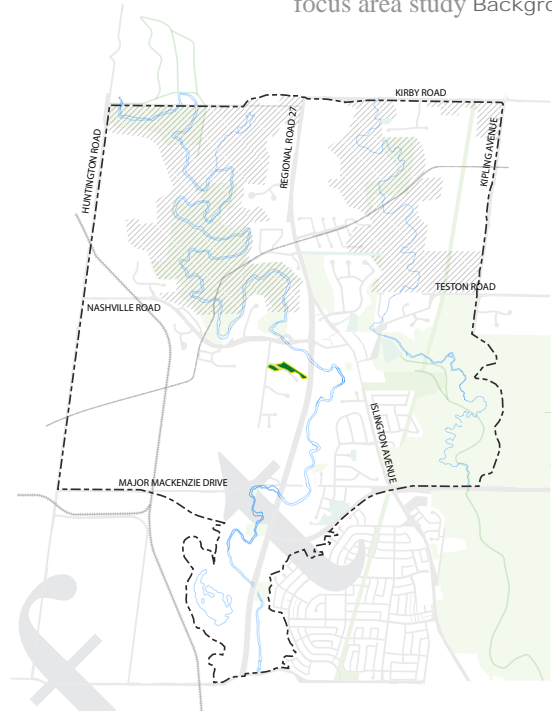 focus area study Backgro
KIRBY ROAD
HUNTINGTON ROAD
REGIONAL ROAD 27
KIPLING AVENUE
TESTON ROAD
NASHVILLE ROAD
ISLINGTON AVENUE
MAJOR MACKENZIE DRIVE